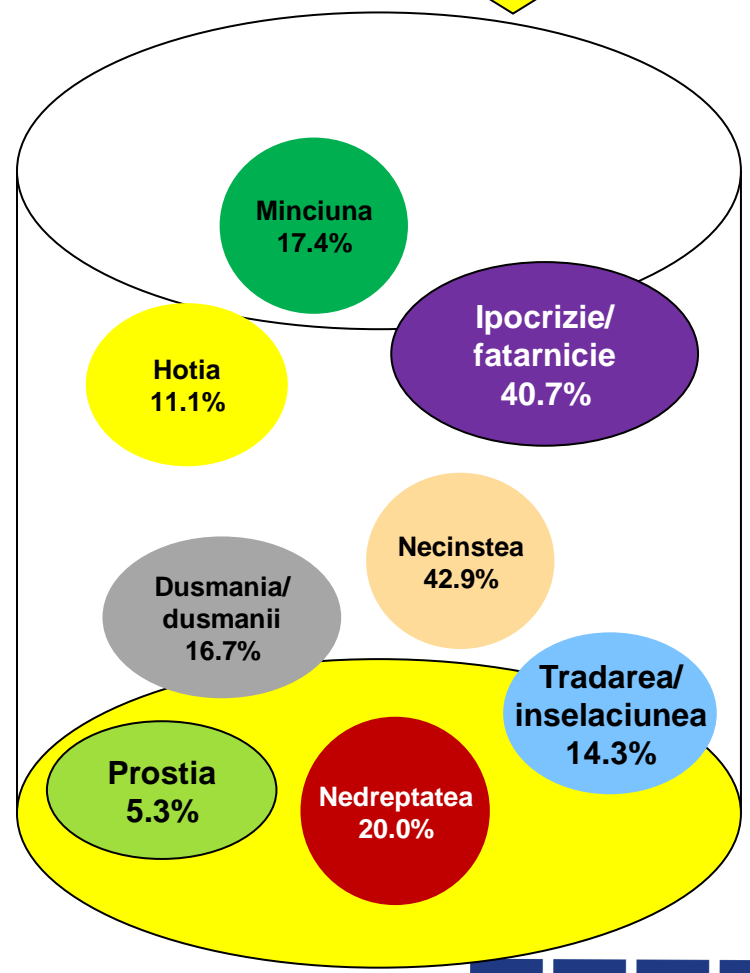 Minciuna
17.4%
Ipocrizie/
fatarnicie
40.7%
Hotia
11.1%
Necinstea
42.9%
Dusmania/
dusmanii
16.7%
Tradarea/
inselaciunea
14.3%
Prostia
5.3%
Nedreptatea
20.0%